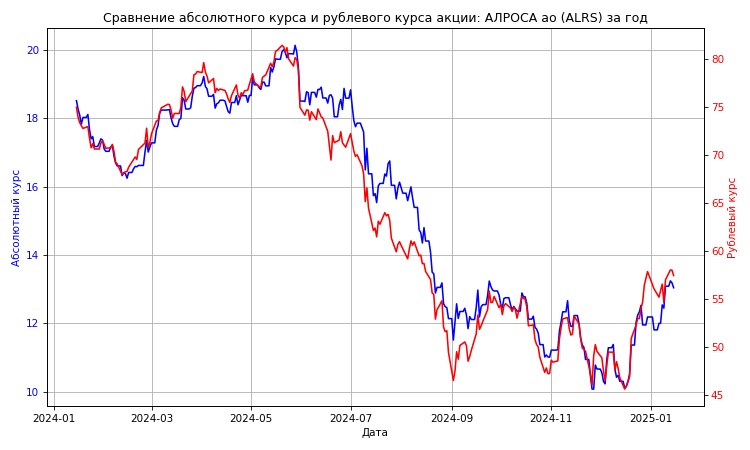 Сравнение абсолютного курса и рублевого курса акции: АЛРОСА ао (ALRS) за год
20
18
16
14
12
10
Абсолютный курс
80
75
70
65
60
55
50
45
Рублевый курс
2024-01 2024-03 2024-05 2024-07 2024-09 2024-11 2025-01
Дата